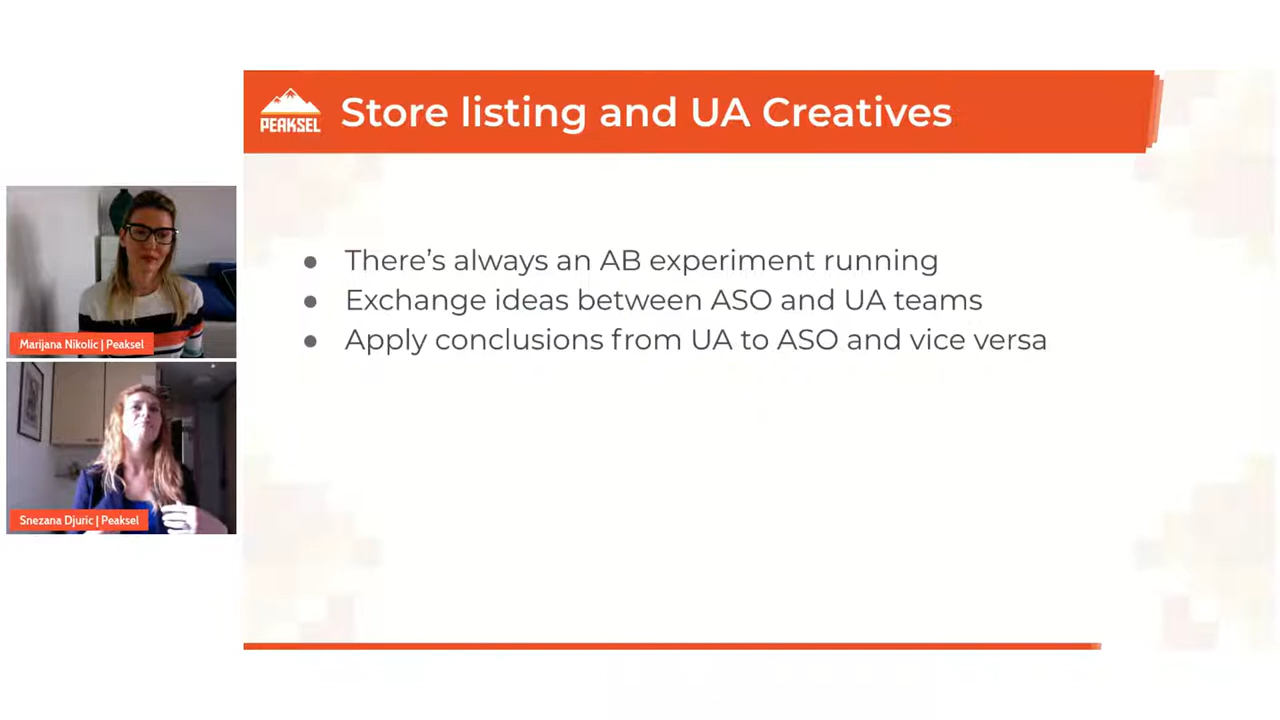 PEAKSEL
Store listing and UA Creatives
There's always an AB experiment running
Exchange ideas between ASO and UA teams
Apply conclusions from UA to ASO and vice versa
Marijana Nikolic | Peaksel
Snezana Djuric | Peaksel